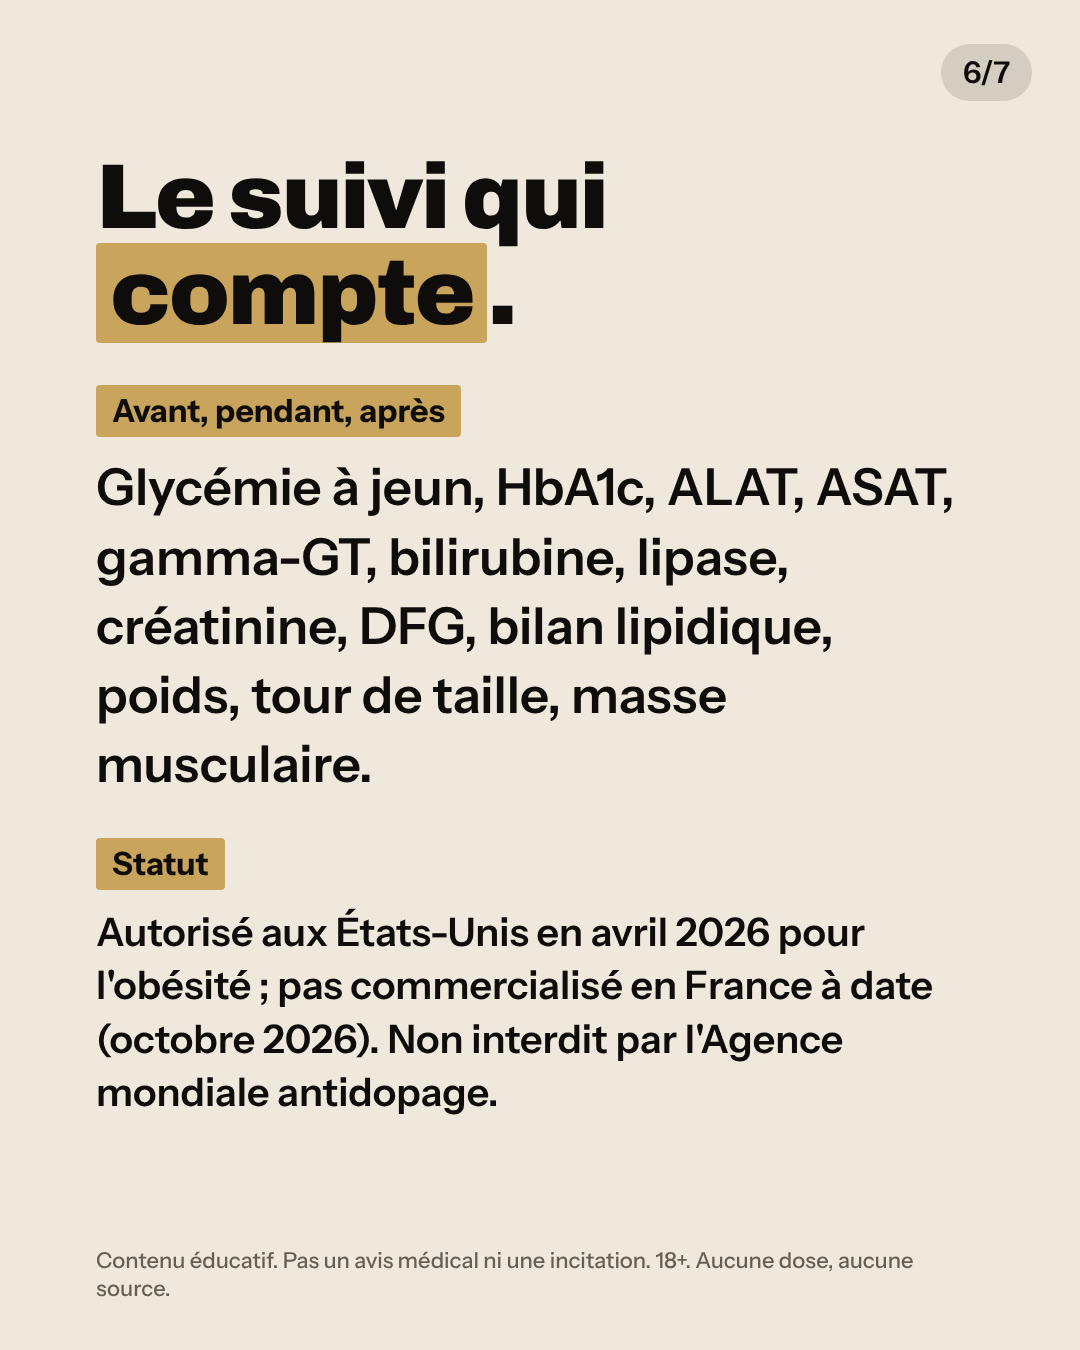 6/7
Le suivi qui
compte.
Avant, pendant, après
Glycémie à jeun, HbA1c, ALAT, ASAT,
gamma-GT, bilirubine, lipase,
créatinine, DFG, bilan lipidique,
poids, tour de taille, masse
musculaire.
Statut
Autorisé aux États-Unis en avril 2026 pour
l'obésité ; pas commercialisé en France à date
(octobre 2026). Non interdit par l'Agence
mondiale antidopage.
Contenu éducatif. Pas un avis médical ni une incitation. 18+. Aucune dose, aucune
source.